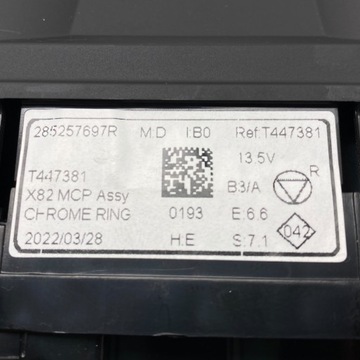 285257697R M:D I:B0 Ref:T447381
13.5V
T447381 B3/A R
X82 MCP Assy
CHROME RING 0193 E:6.6 042
2022/03/28 H:E S:7.1